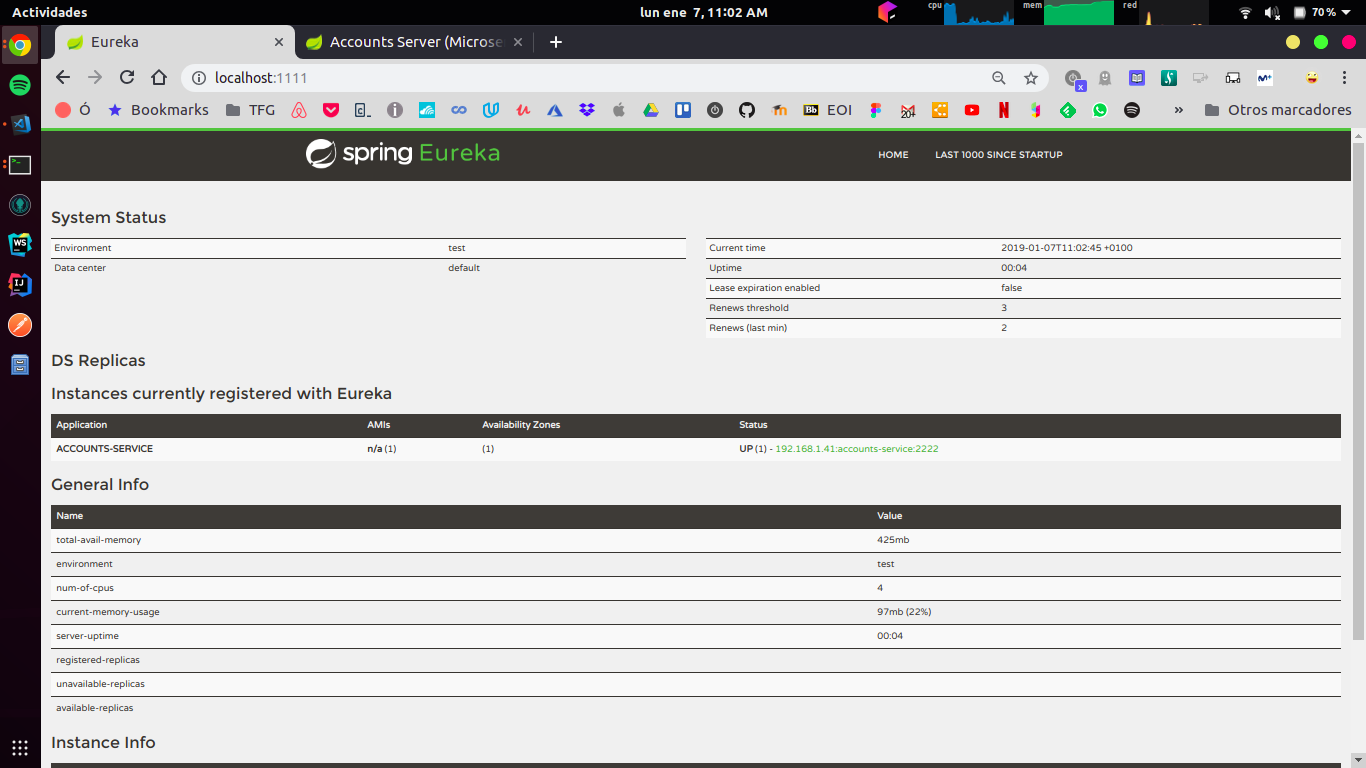 Actividades
lun ene 7, 11:02 AM
cpu
mem
red
70 %
Eureka
Accounts Server (Microse
localhost:1111
Ó
Bookmarks
TFG
EOI
»
Otros marcadores
spring Eureka
HOME
LAST 1000 SINCE STARTUP
System Status
Environment test
Data center default
Current time 2019-01-07T11:02:45 +0100
Uptime 00:04
Lease expiration enabled false
Renews threshold 3
Renews (last min) 2
DS Replicas
Instances currently registered with Eureka
Application AMIs Availability Zones Status
ACCOUNTS-SERVICE n/a (1) (1) UP (1) - 192.168.1.41:accounts-service:2222
General Info
Name Value
total-avail-memory 425mb
environment test
num-of-cpus 4
current-memory-usage 97mb (22%)
server-uptime 00:04
registered-replicas
unavailable-replicas
available-replicas
Instance Info